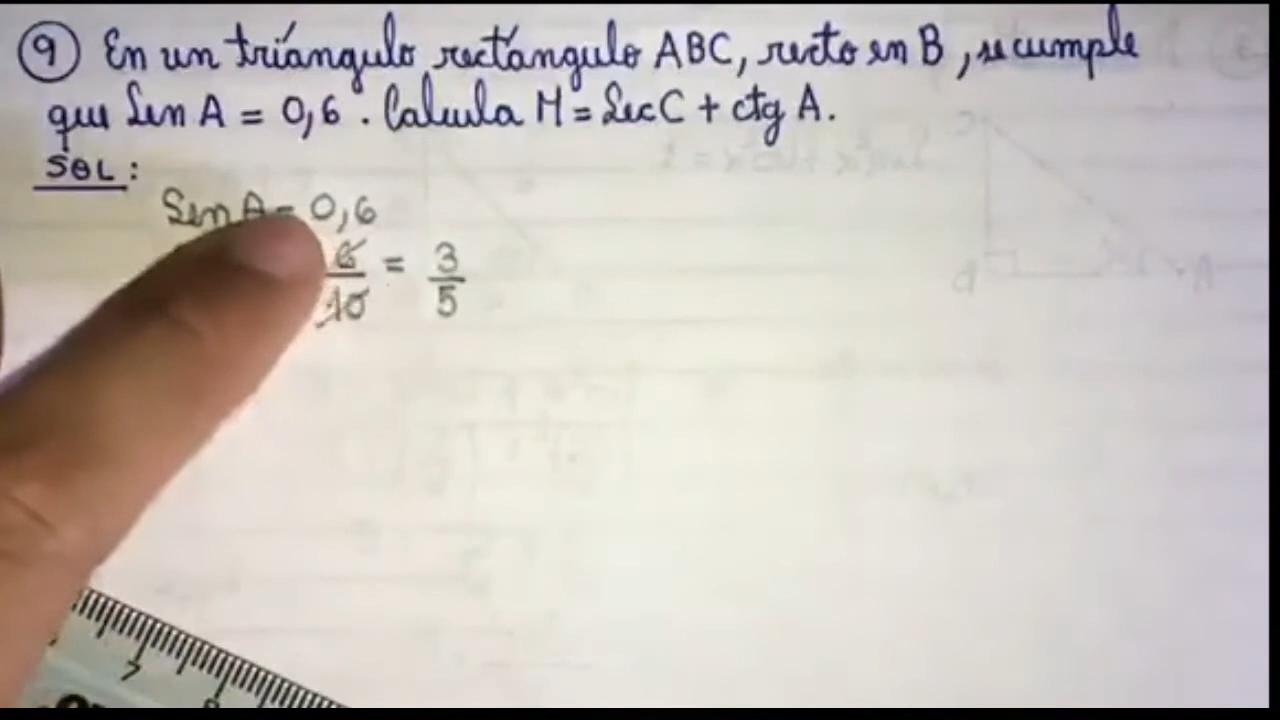 9 En un triángulo rectángulo ABC, recto en B, se cumple
que Sen A = 0,6 . Calcula M = Sec C + ctg A.
SOL :
Sen A = 0,6
6/10 = 3/5
7